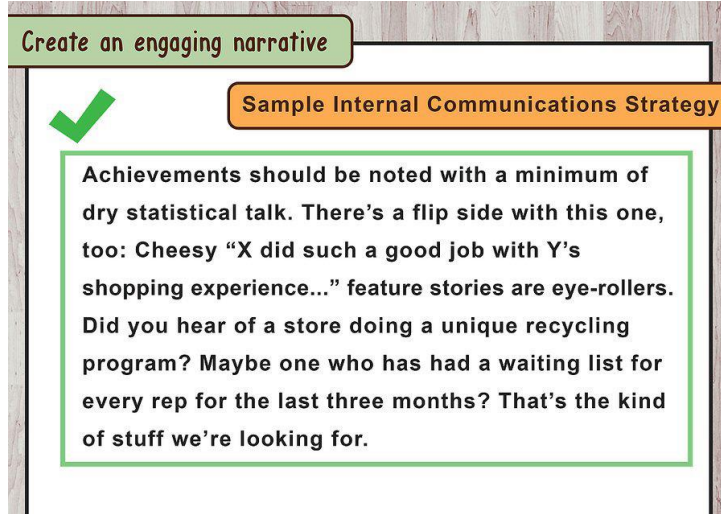 Create an engaging narrative
Sample Internal Communications Strategy
Achievements should be noted with a minimum of
dry statistical talk. There’s a flip side with this one,
too: Cheesy “X did such a good job with Y’s
shopping experience...” feature stories are eye-rollers.
Did you hear of a store doing a unique recycling
program? Maybe one who has had a waiting list for
every rep for the last three months? That’s the kind
of stuff we’re looking for.